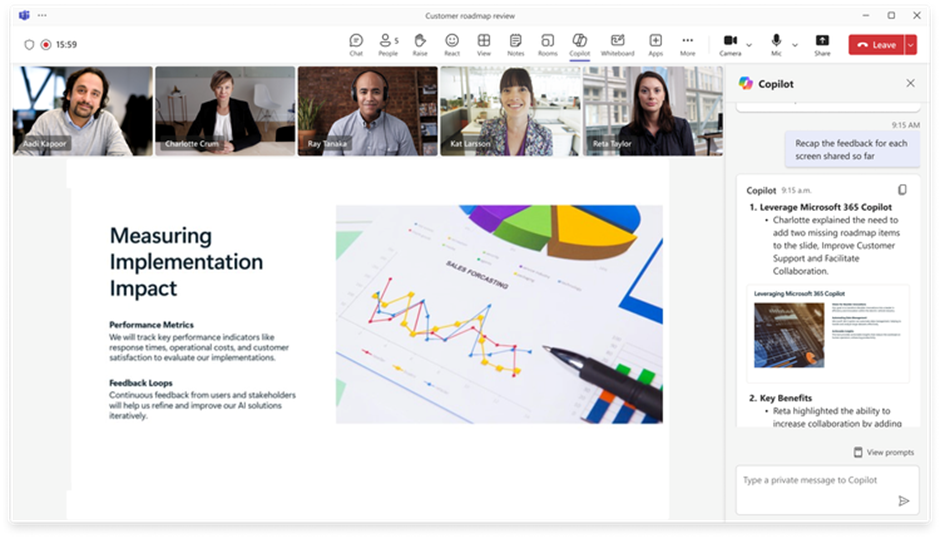 Customer roadmap review
15:59
Chat
People 5
Raise
React
View
Notes
Rooms
Copilot
Whiteboard
Apps
More
Camera
Mic
Share
Leave
Aadi Kapoor
Charlotte Crum
Ray Tanaka
Kat Larsson
Reta Taylor
Measuring
Implementation
Impact
Performance Metrics
We will track key performance indicators like
response times, operational costs, and customer
satisfaction to evaluate our implementations.
Feedback Loops
Continuous feedback from users and stakeholders
will help us refine and improve our AI solutions
iteratively.
SALES FORCASTING
Copilot
9:15 AM
Recap the feedback for each
screen shared so far
Copilot 9:15 a.m.
1. Leverage Microsoft 365 Copilot
• Charlotte explained the need to
add two missing roadmap items
to the slide, Improve Customer
Support and Facilitate
Collaboration.
Leveraging Microsoft 365 Copilot
2. Key Benefits
• Reta highlighted the ability to
increase collaboration by adding
View prompts
Type a private message to Copilot